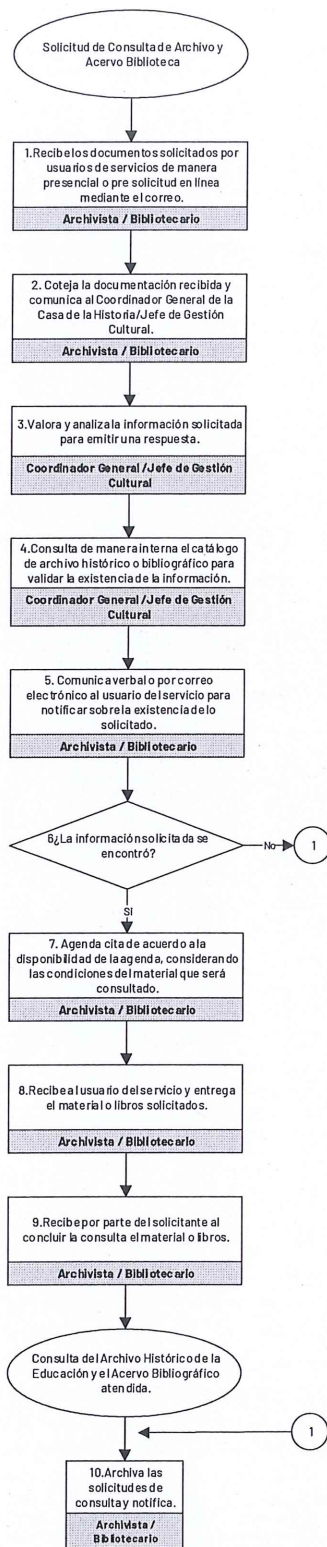 Solicitud de Consulta de Archivo y
Acervo Biblioteca
1.Recibe los documentos solicitados por
usuarios de servicios de manera
presencial o pre solicitud en línea
mediante el correo.
Archivista / Bibliotecario
2. Coteja la documentación recibida y
comunica al Coordinador General de la
Casa de la Historia/Jefe de Gestión
Cultural.
Archivista / Bibliotecario
3.Valora y analiza la información solicitada
para emitir una respuesta.
Coordinador General /Jefe de Gestión
Cultural
4.Consulta de manera interna el catálogo
de archivo histórico o bibliográfico para
validar la existencia de la información.
Coordinador General /Jefe de Gestión
Cultural
5. Comunica verbal o por correo
electrónico al usuario del servicio para
notificar sobre la existencia de lo
solicitado.
Archivista / Bibliotecario
6¿La información solicitada se
encontró?
No
1
Sí
7. Agenda cita de acuerdo a la
disponibilidad de la agenda, considerando
las condiciones del material que será
consultado.
Archivista / Bibliotecario
8.Recibe al usuario del servicio y entrega
el material o libros solicitados.
Archivista / Bibliotecario
9.Recibe por parte del solicitante al
concluir la consulta el material o libros.
Archivista / Bibliotecario
Consulta del Archivo Histórico de la
Educación y el Acervo Bibliográfico
atendida.
1
10.Archiva las
solicitudes de
consulta y notifica.
Archivista /
Bibliotecario